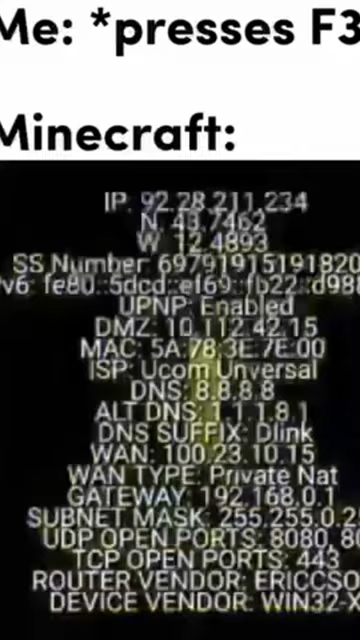 Me: *presses F3
Minecraft:
IP: 92.28.211.234
N: 43.7462
W: 12.4893
SS Number: 69791915191820
v6: fe80::5dcd::ef69::fb22::d988
UPNP: Enabled
DMZ: 10.112.42.15
MAC: 5A:78:3E:7E:00
ISP: Ucom Unversal
DNS: 8.8.8.8
ALT DNS: 1.1.1.8.1
DNS SUFFIX: Dlink
WAN: 100.23.10.15
WAN TYPE: Private Nat
GATEWAY: 192.168.0.1
SUBNET MASK: 255.255.0.25
UDP OPEN PORTS: 8080, 80
TCP OPEN PORTS: 443
ROUTER VENDOR: ERICCSO
DEVICE VENDOR: WIN32-X